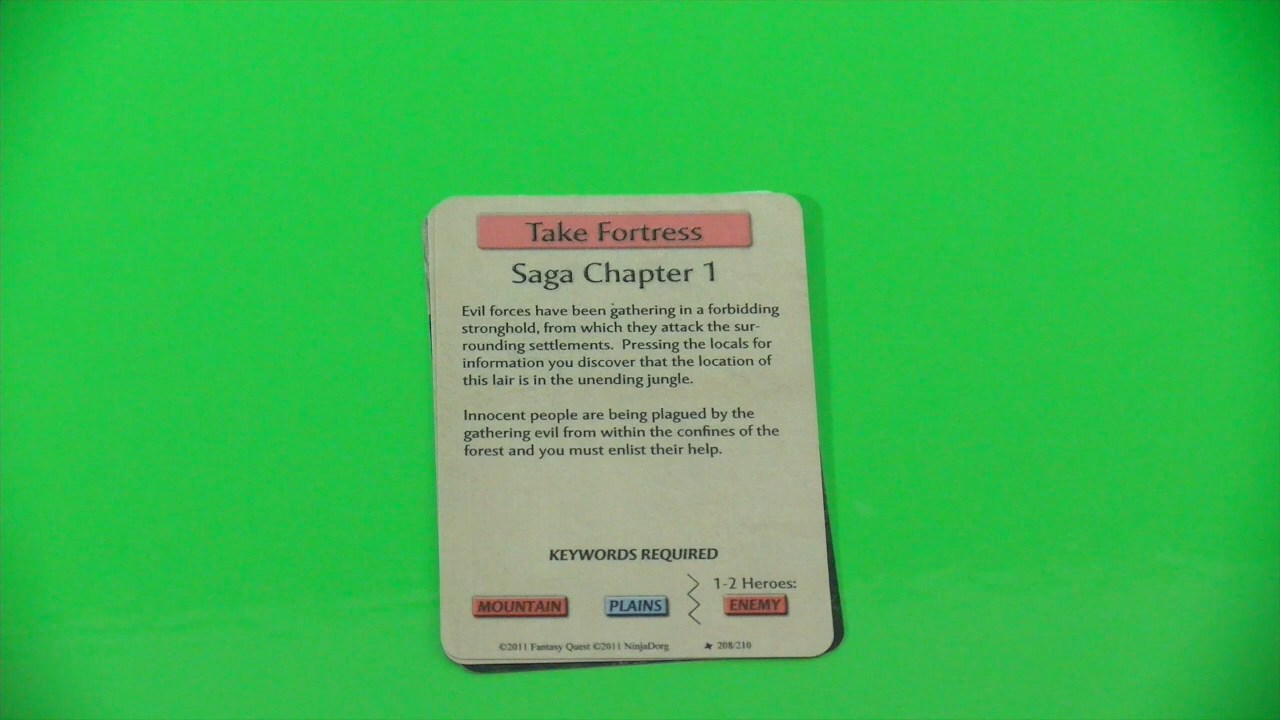 Take Fortress
Saga Chapter 1
Evil forces have been gathering in a forbidding
stronghold, from which they attack the sur-
rounding settlements. Pressing the locals for
information you discover that the location of
this lair is in the unending jungle.
Innocent people are being plagued by the
gathering evil from within the confines of the
forest and you must enlist their help.
KEYWORDS REQUIRED
1-2 Heroes:
MOUNTAIN PLAINS ENEMY
©2011 Fantasy Quest ©2011 NinjaDorg 208/210